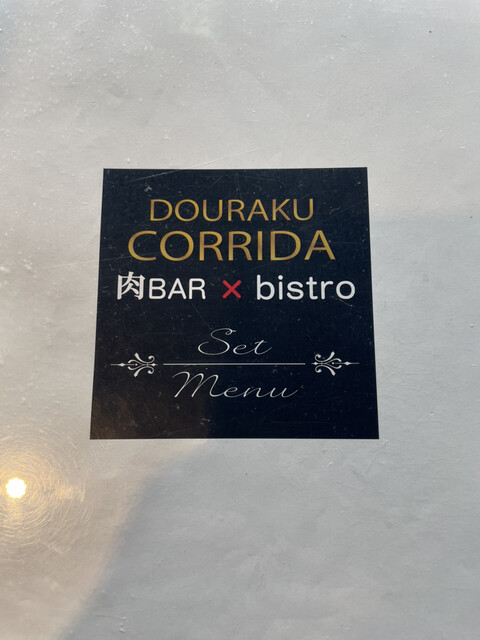 DOURAKU
CORRIDA
肉BAR × bistro
Set
Menu